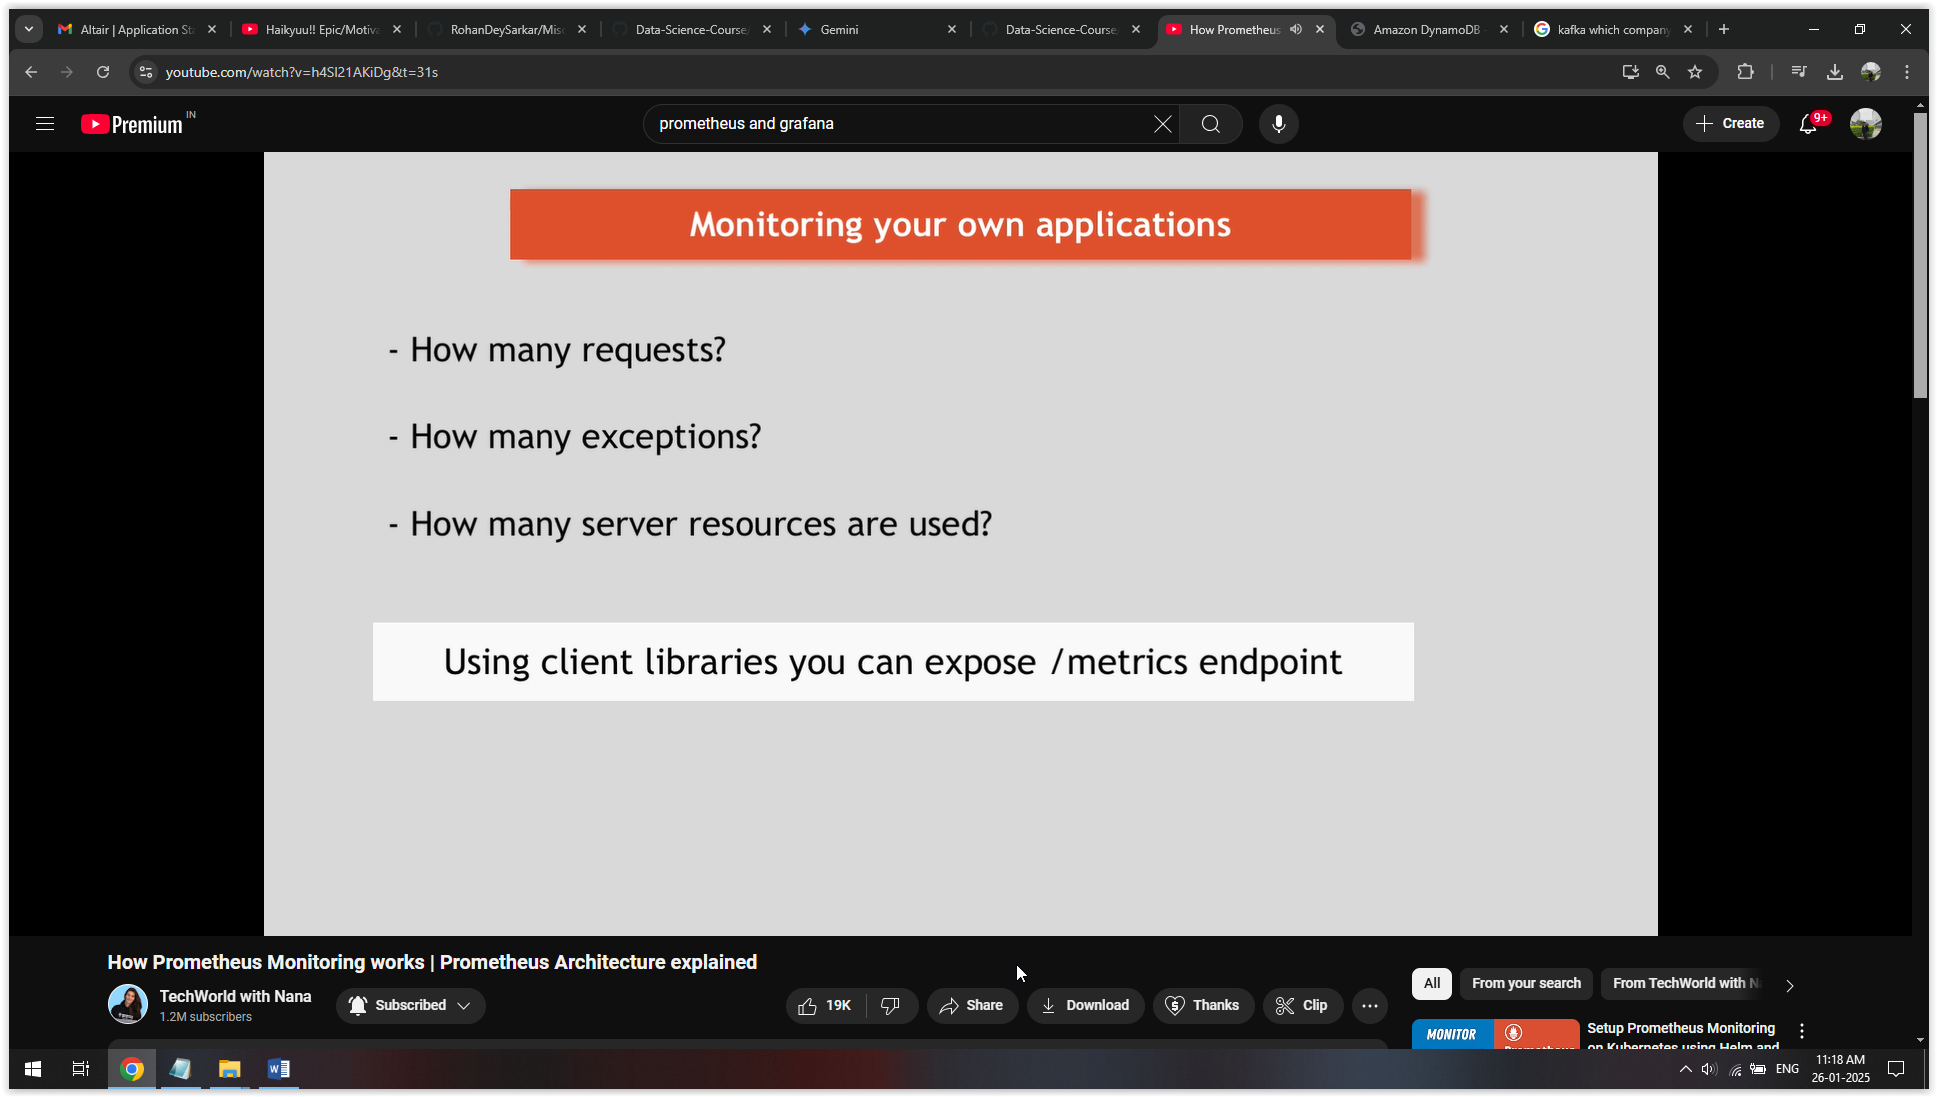 Altair | Application Sta
Haikyuu!! Epic/Motiva
RohanDeySarkar/Misc
Data-Science-Course/
Gemini
Data-Science-Course/
How Prometheus
Amazon DynamoDB
kafka which company
youtube.com/watch?v=h4Sl21AKiDg&t=31s
Premium IN
prometheus and grafana
Create
9+
Monitoring your own applications
- How many requests?
- How many exceptions?
- How many server resources are used?
Using client libraries you can expose /metrics endpoint
How Prometheus Monitoring works | Prometheus Architecture explained
TechWorld with Nana
1.2M subscribers
Subscribed
19K
Share
Download
Thanks
Clip
All
From your search
From TechWorld with Na
MONITOR
Setup Prometheus Monitoring
on Kubernetes using Helm and
ENG
11:18 AM
26-01-2025